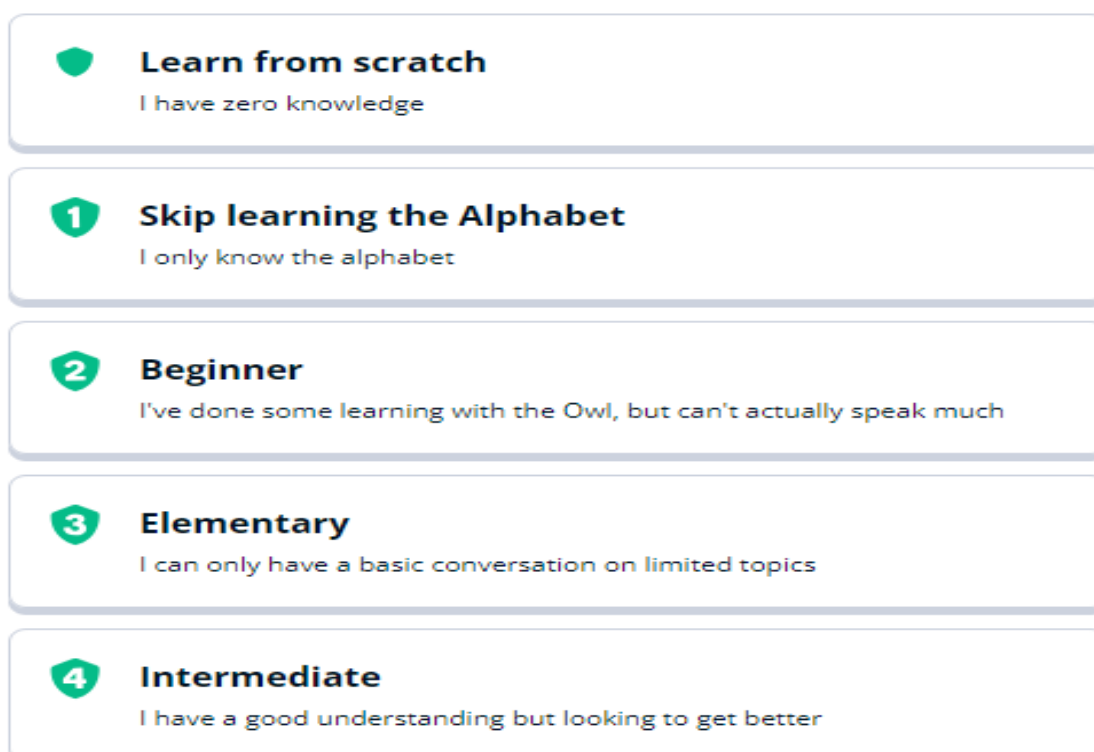 Learn from scratch
I have zero knowledge
1
Skip learning the Alphabet
I only know the alphabet
2
Beginner
I've done some learning with the Owl, but can't actually speak much
3
Elementary
I can only have a basic conversation on limited topics
4
Intermediate
I have a good understanding but looking to get better